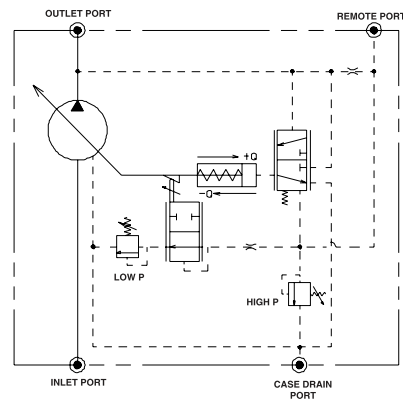 OUTLET PORT
REMOTE PORT
+Q
-Q
LOW P
HIGH P
INLET PORT
CASE DRAIN
PORT